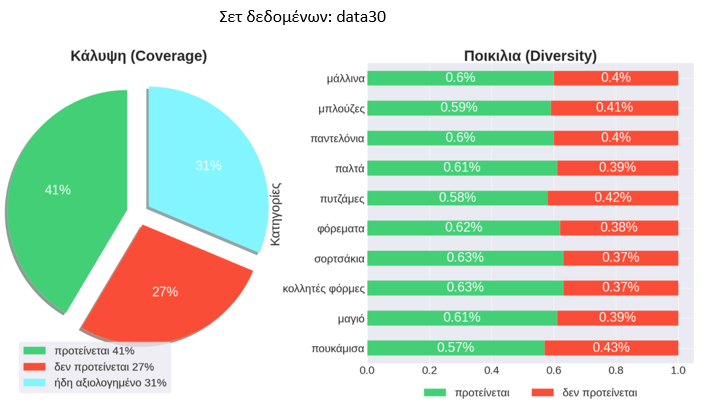 Σετ δεδομένων: data30
Κάλυψη (Coverage)
41%
31%
27%
προτείνεται 41%
δεν προτείνεται 27%
ήδη αξιολογημένο 31%
Ποικιλια (Diversity)
Κατηγορίες
μάλλινα 0.6% 0.4%
μπλούζες 0.59% 0.41%
παντελόνια 0.6% 0.4%
παλτά 0.61% 0.39%
πυτζάμες 0.58% 0.42%
φόρεματα 0.62% 0.38%
σορτσάκια 0.63% 0.37%
κολλητές φόρμες 0.63% 0.37%
μαγιό 0.61% 0.39%
πουκάμισα 0.57% 0.43%
0.0 0.2 0.4 0.6 0.8 1.0
προτείνεται δεν προτείνεται